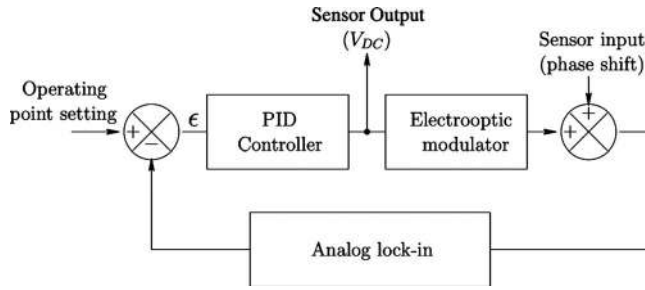 Sensor Output
(V_DC)
Sensor input
(phase shift)
Operating
point setting
+
−
ϵ
PID
Controller
Electrooptic
modulator
+
+
Analog lock-in